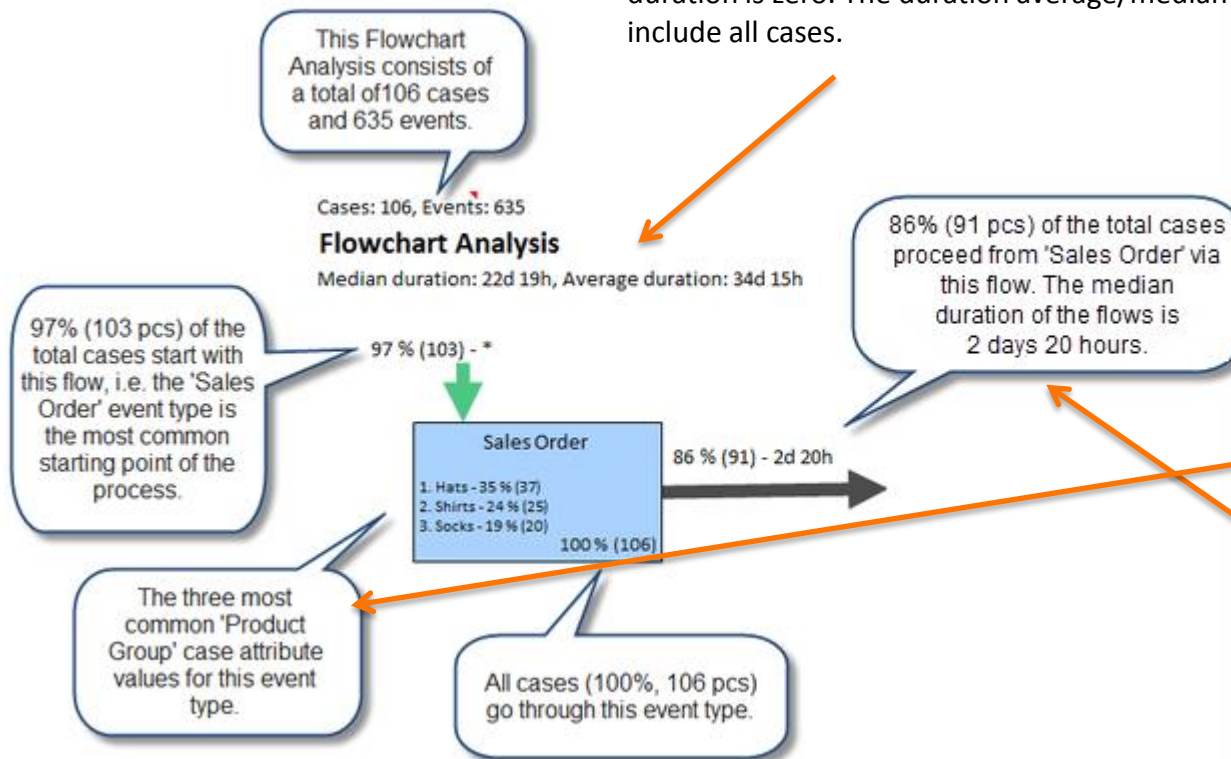 duration is zero. The duration average/median
include all cases.
This Flowchart
Analysis consists of
a total of106 cases
and 635 events.
Cases: 106, Events: 635
Flowchart Analysis
Median duration: 22d 19h, Average duration: 34d 15h
86% (91 pcs) of the total cases
proceed from 'Sales Order' via
this flow. The median
duration of the flows is
2 days 20 hours.
97% (103 pcs) of the
total cases start with
this flow, i.e. the 'Sales
Order' event type is
the most common
starting point of the
process.
97 % (103) - *
Sales Order
1. Hats - 35 % (37)
2. Shirts - 24 % (25)
3. Socks - 19 % (20)
100 % (106)
86 % (91) - 2d 20h
The three most
common 'Product
Group' case attribute
values for this event
type.
All cases (100%, 106 pcs)
go through this event type.